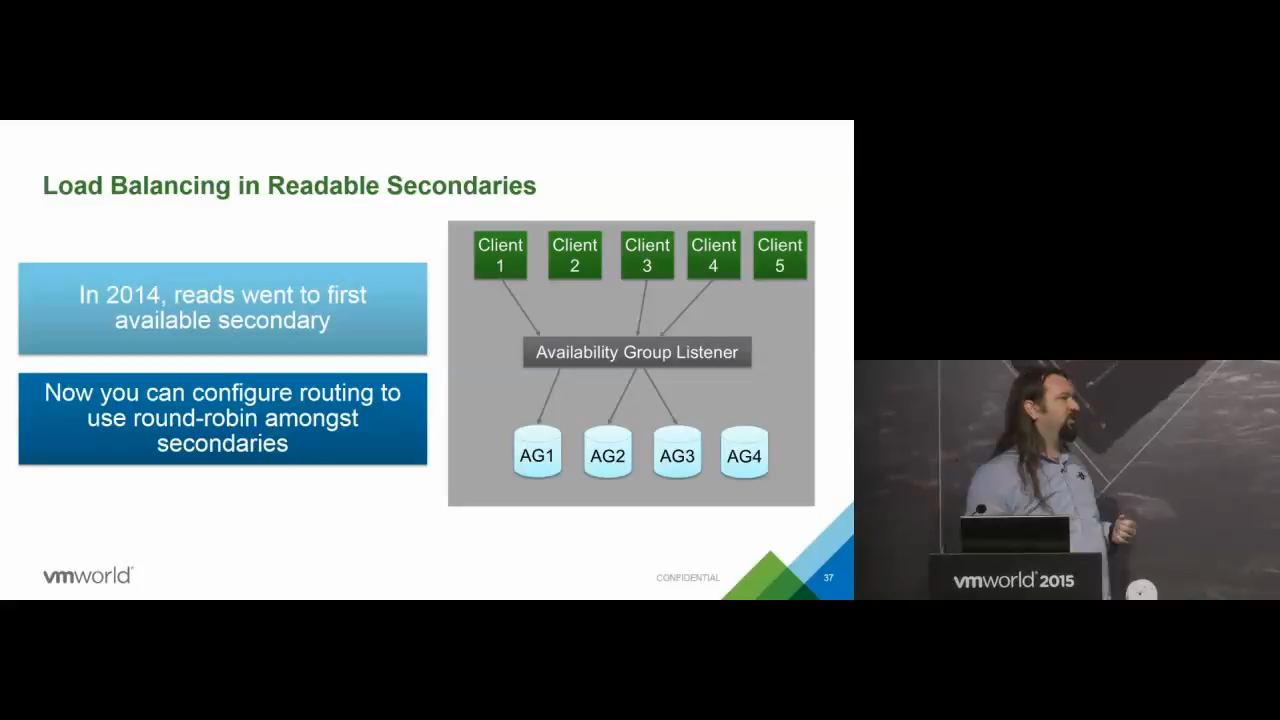 Load Balancing in Readable Secondaries
In 2014, reads went to first
available secondary
Now you can configure routing to
use round-robin amongst
secondaries
Client
1
Client
2
Client
3
Client
4
Client
5
Availability Group Listener
AG1
AG2
AG3
AG4
vmworld®
CONFIDENTIAL
37
vmworld® 2015